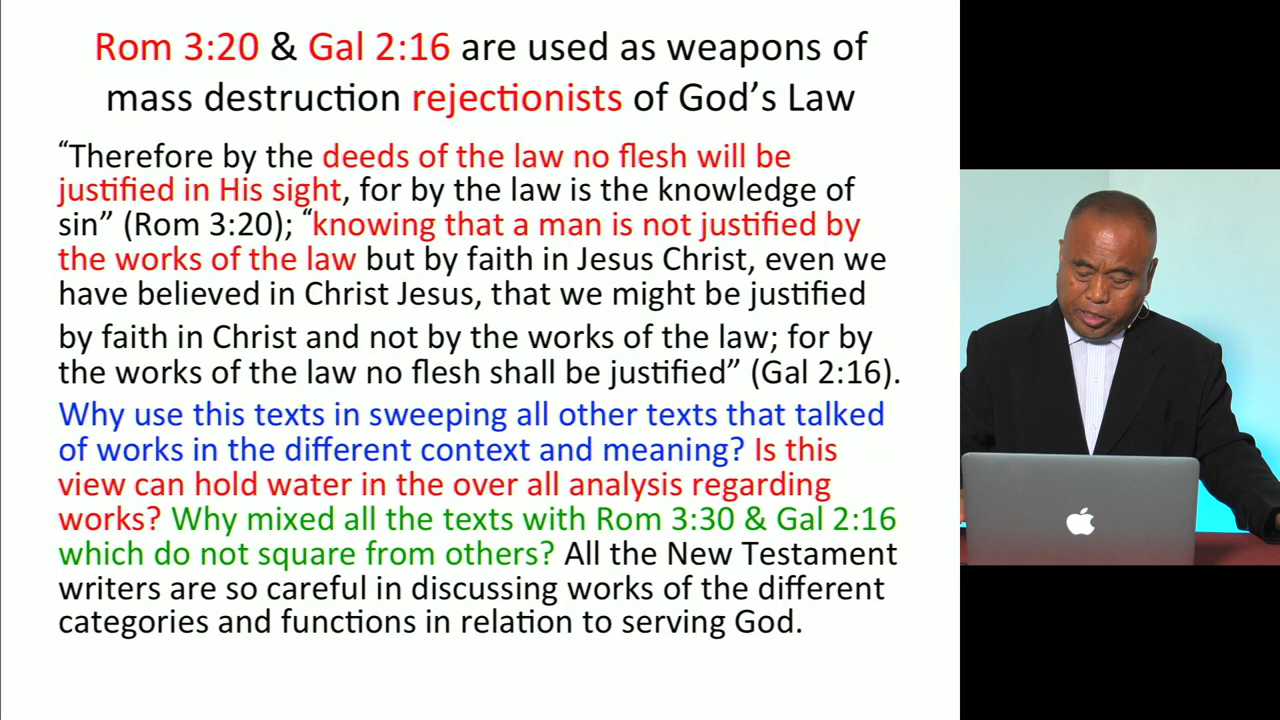 Rom 3:20 & Gal 2:16 are used as weapons of
mass destruction rejectionists of God’s Law
“Therefore by the deeds of the law no flesh will be
justified in His sight, for by the law is the knowledge of
sin” (Rom 3:20); “knowing that a man is not justified by
the works of the law but by faith in Jesus Christ, even we
have believed in Christ Jesus, that we might be justified
by faith in Christ and not by the works of the law; for by
the works of the law no flesh shall be justified” (Gal 2:16).
Why use this texts in sweeping all other texts that talked
of works in the different context and meaning? Is this
view can hold water in the over all analysis regarding
works? Why mixed all the texts with Rom 3:30 & Gal 2:16
which do not square from others? All the New Testament
writers are so careful in discussing works of the different
categories and functions in relation to serving God.